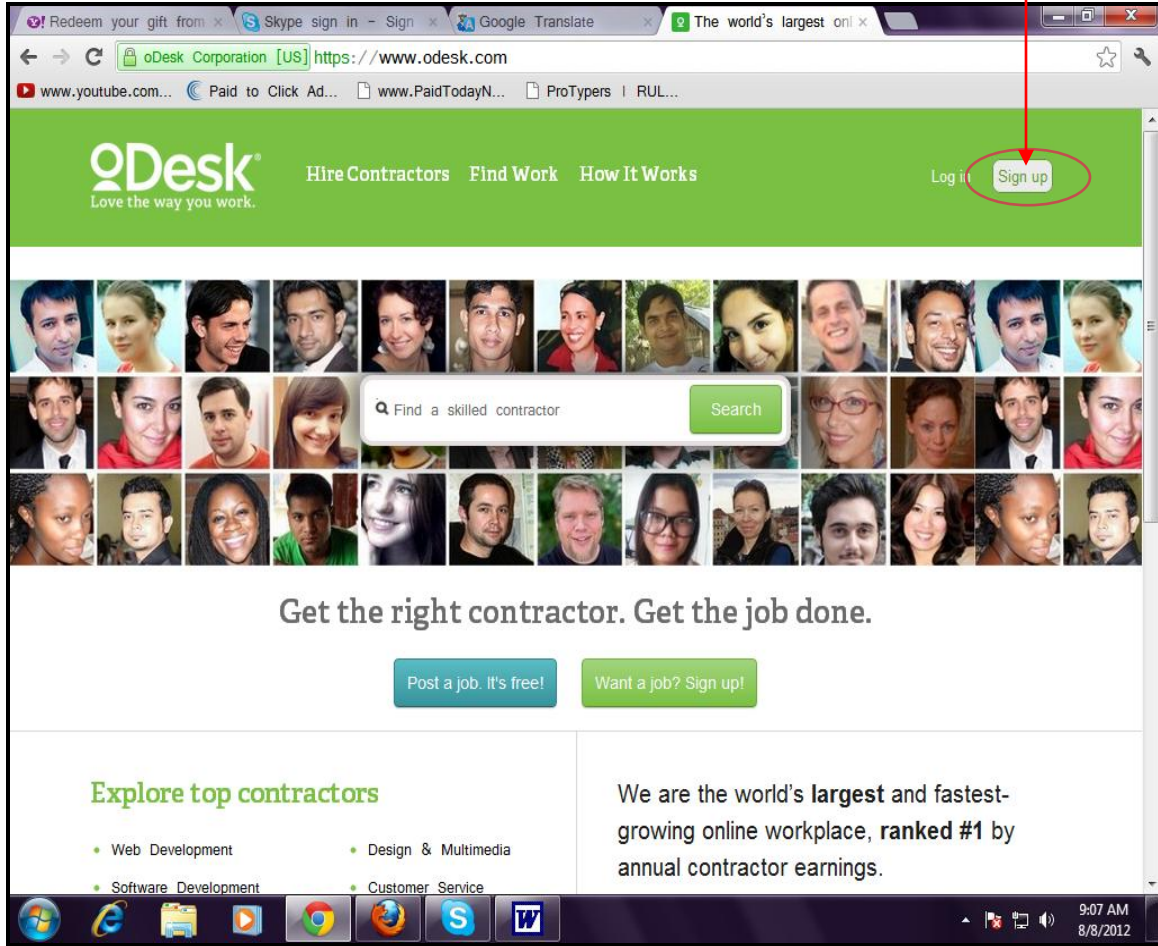 Redeem your gift from
Skype sign in - Sign
Google Translate
The world's largest onl
oDesk Corporation [US] https://www.odesk.com
www.youtube.com... Paid to Click Ad... www.PaidTodayN... ProTypers | RUL...
oDesk®
Love the way you work.
Hire Contractors Find Work How It Works
Log in Sign up
Find a skilled contractor Search
Get the right contractor. Get the job done.
Post a job. It's free! Want a job? Sign up!
Explore top contractors
Web Development
Design & Multimedia
Software Development
Customer Service
We are the world's largest and fastest-
growing online workplace, ranked #1 by
annual contractor earnings.
9:07 AM
8/8/2012